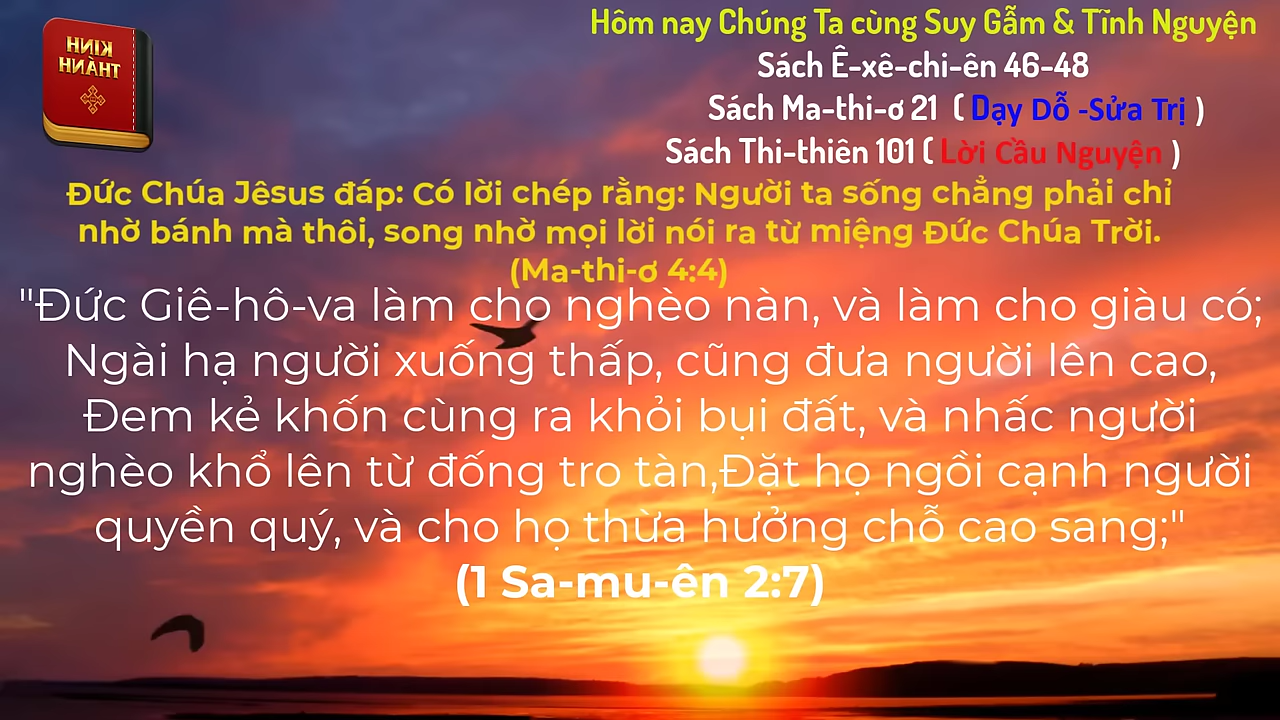 KINH
THÁNH
Hôm nay Chúng Ta cùng Suy Gẫm & Tĩnh Nguyện
Sách Ê-xê-chi-ên 46-48
Sách Ma-thi-ơ 21 ( Dạy Dỗ -Sửa Trị )
Sách Thi-thiên 101 ( Lời Cầu Nguyện )
Đức Chúa Jêsus đáp: Có lời chép rằng: Người ta sống chẳng phải chỉ
nhờ bánh mà thôi, song nhờ mọi lời nói ra từ miệng Đức Chúa Trời.
(Ma-thi-ơ 4:4)
"Đức Giê-hô-va làm cho nghèo nàn, và làm cho giàu có;
Ngài hạ người xuống thấp, cũng đưa người lên cao,
Đem kẻ khốn cùng ra khỏi bụi đất, và nhấc người
nghèo khổ lên từ đống tro tàn,Đặt họ ngồi cạnh người
quyền quý, và cho họ thừa hưởng chỗ cao sang;"
(1 Sa-mu-ên 2:7)